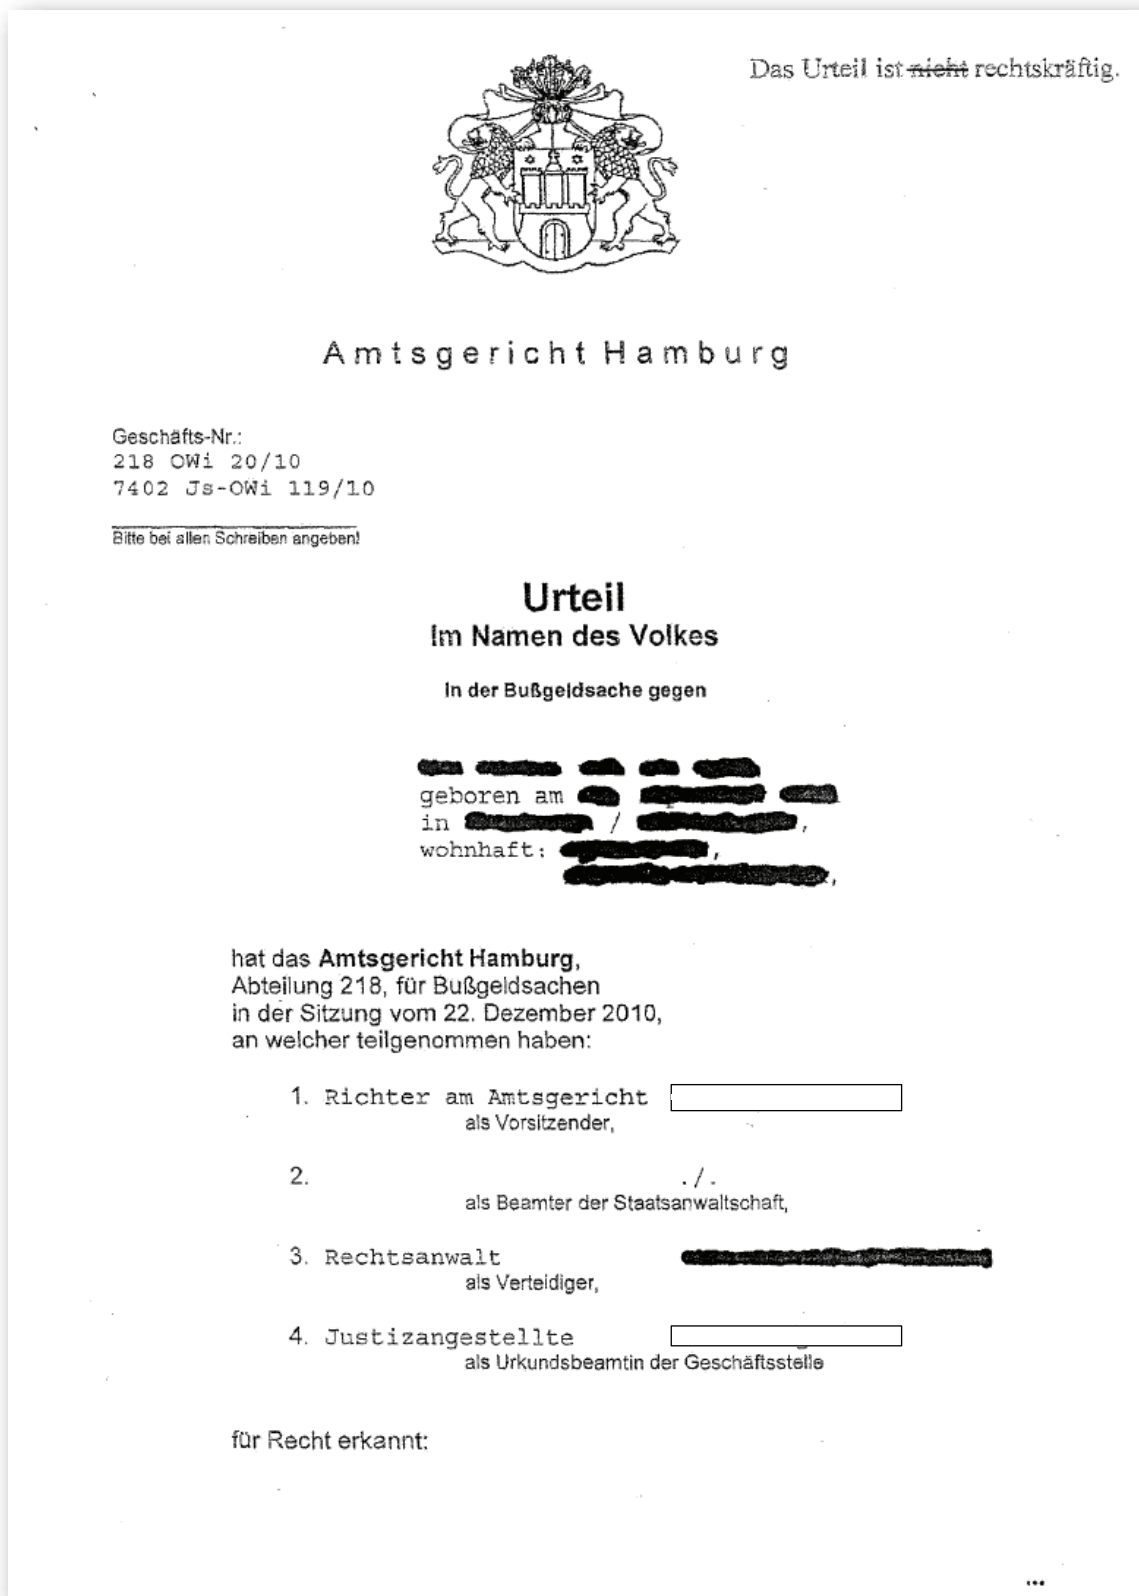 Das Urteil ist nicht rechtskräftig.
Amtsgericht Hamburg
Geschäfts-Nr.:
218 OWi 20/10
7402 Js-OWi 119/10
Bitte bei allen Schreiben angeben!
Urteil
Im Namen des Volkes
In der Bußgeldsache gegen
geboren am
in / ,
wohnhaft: ,
,
hat das Amtsgericht Hamburg,
Abteilung 218, für Bußgeldsachen
in der Sitzung vom 22. Dezember 2010,
an welcher teilgenommen haben:
1. Richter am Amtsgericht
als Vorsitzender,
2. ./.
als Beamter der Staatsanwaltschaft,
3. Rechtsanwalt
als Verteidiger,
4. Justizangestellte
als Urkundsbeamtin der Geschäftsstelle
für Recht erkannt:
...